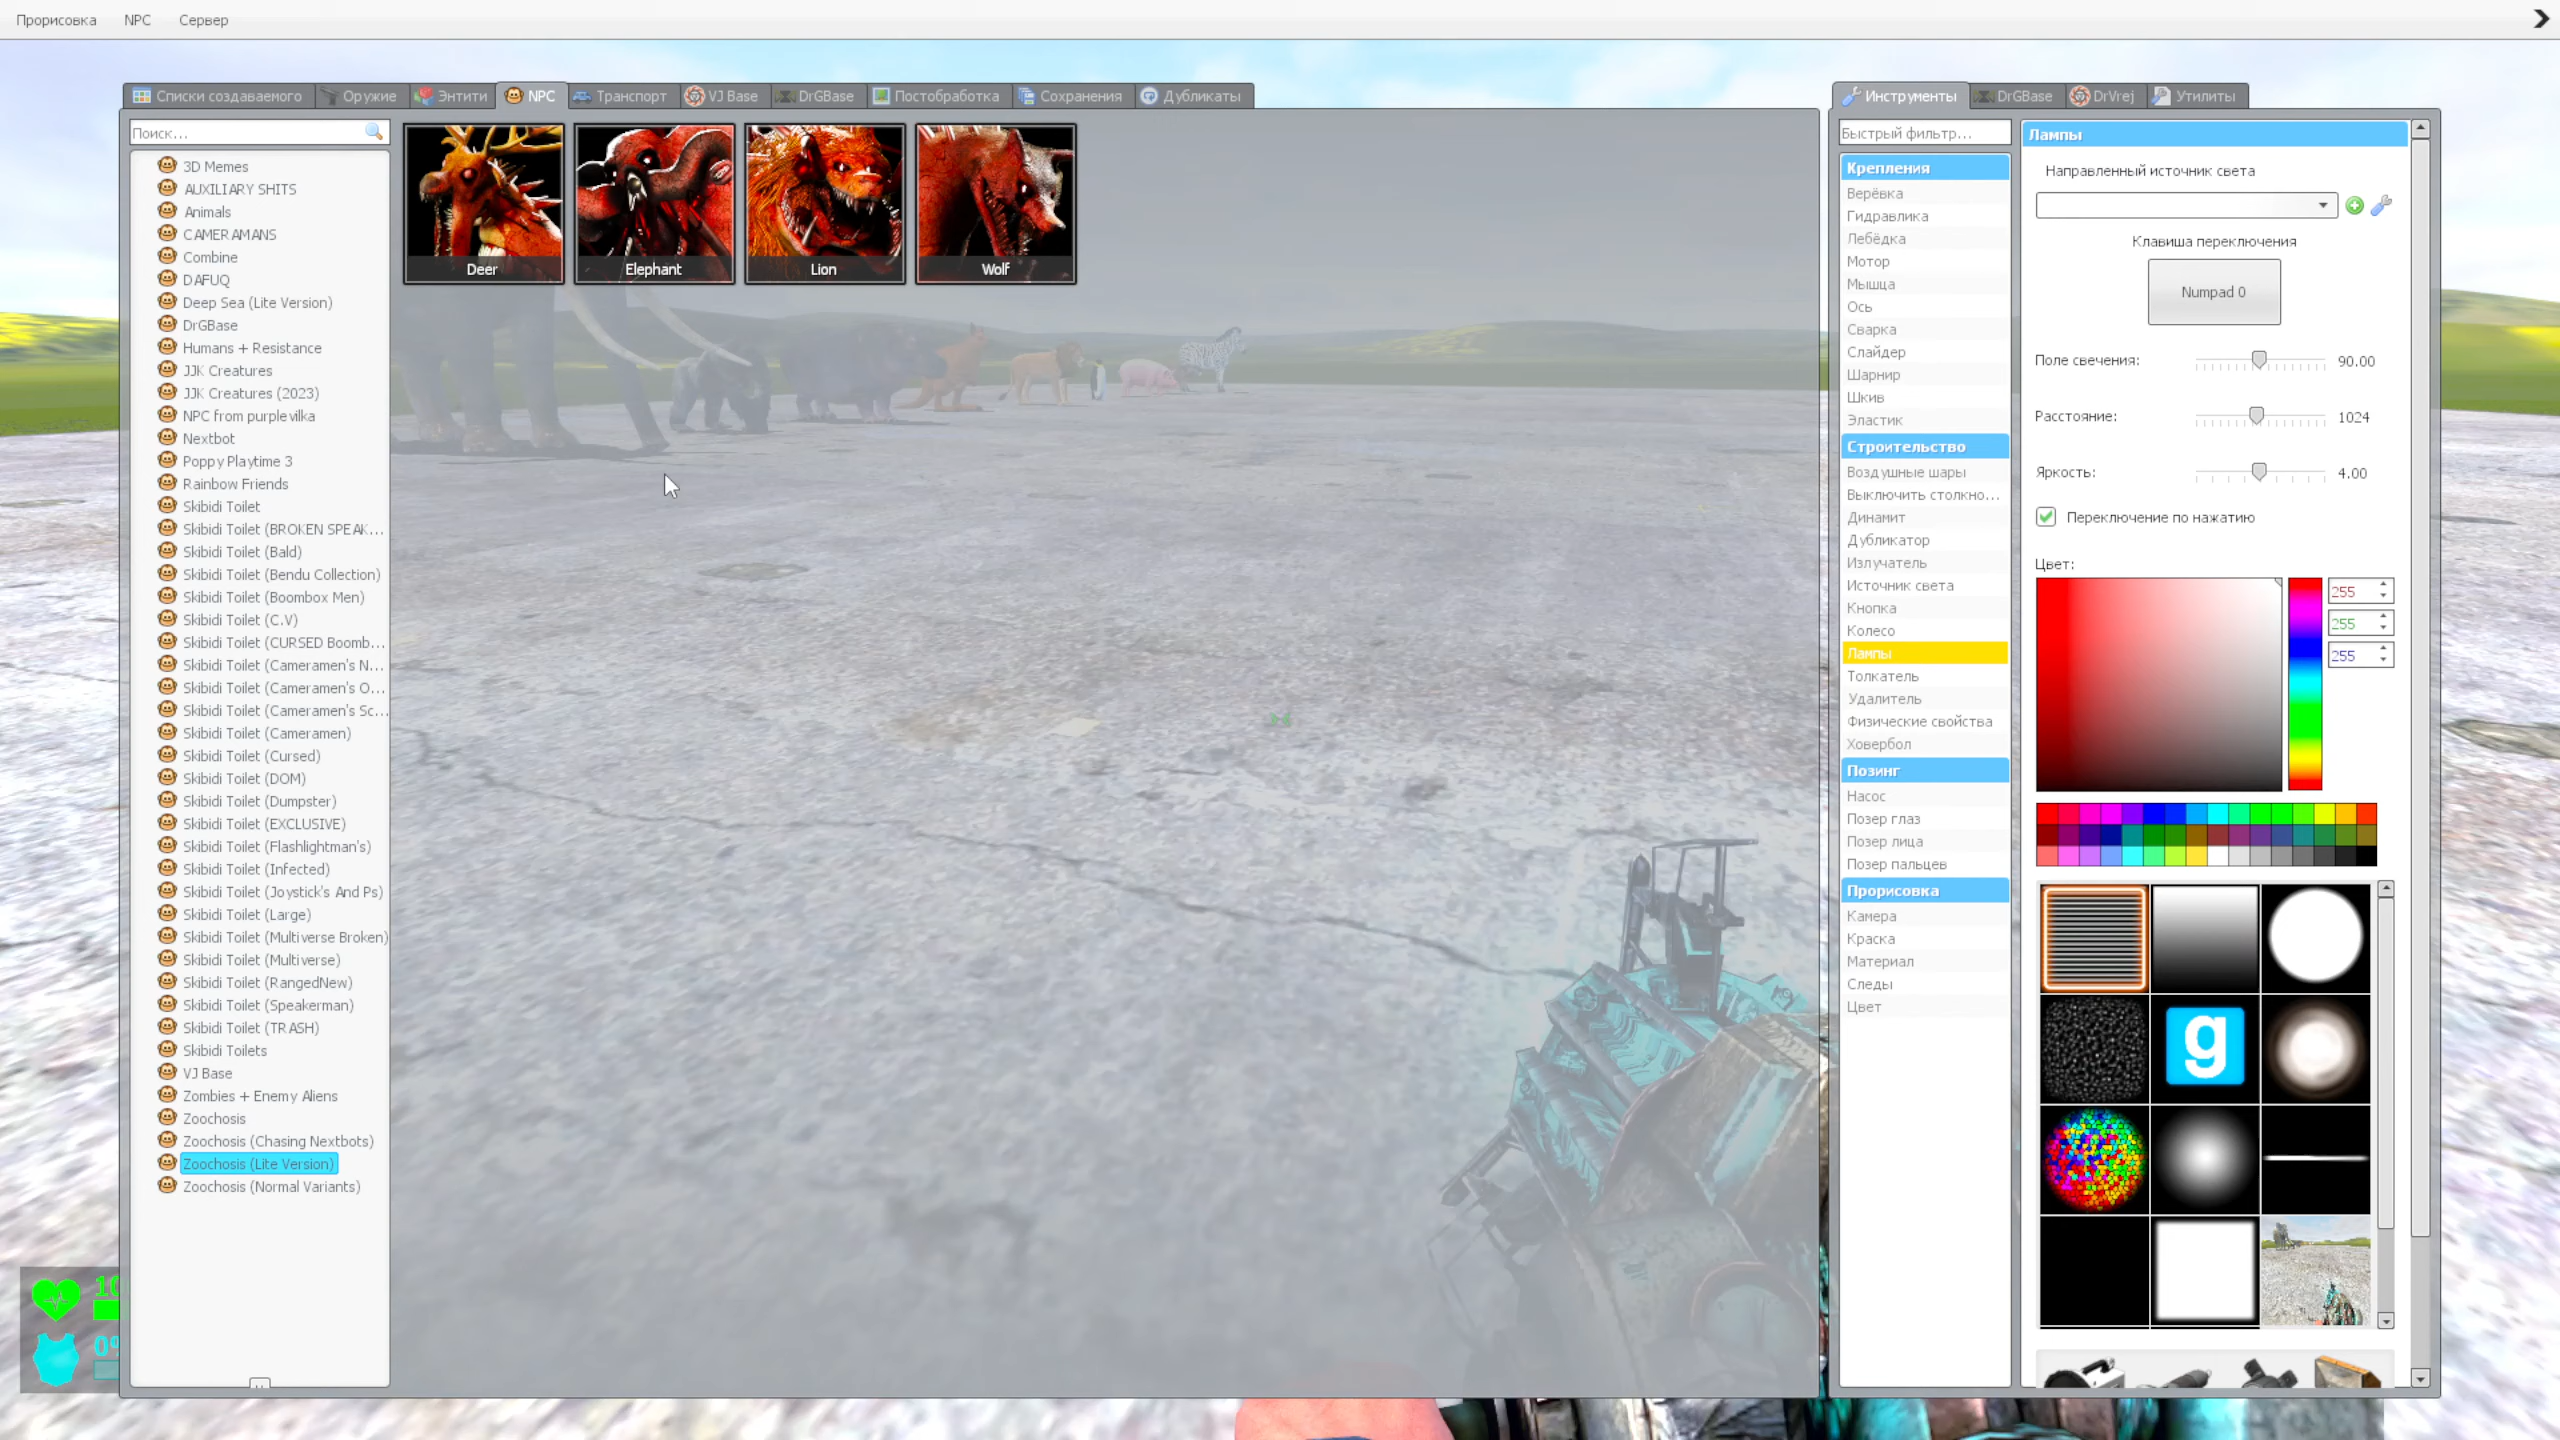 Прорисовка NPC Сервер
Списки создаваемого Оружие Энтити NPC Транспорт VJ Base DrGBase Постобработка Сохранения Дубликаты
Поиск...
3D Memes
AUXILIARY SHITS
Animals
CAMERAMANS
Combine
DAFUQ
Deep Sea (Lite Version)
DrGBase
Humans + Resistance
JJK Creatures
JJK Creatures (2023)
NPC from purplevilka
Nextbot
Poppy Playtime 3
Rainbow Friends
Skibidi Toilet
Skibidi Toilet (BROKEN SPEAK...
Skibidi Toilet (Bald)
Skibidi Toilet (Bendu Collection)
Skibidi Toilet (Boombox Men)
Skibidi Toilet (C.V)
Skibidi Toilet (CURSED Boomb...
Skibidi Toilet (Cameramen's N...
Skibidi Toilet (Cameramen's O...
Skibidi Toilet (Cameramen's Sc...
Skibidi Toilet (Cameramen)
Skibidi Toilet (Cursed)
Skibidi Toilet (DOM)
Skibidi Toilet (Dumpster)
Skibidi Toilet (EXCLUSIVE)
Skibidi Toilet (Flashlightman's)
Skibidi Toilet (Infected)
Skibidi Toilet (Joystick's And Ps)
Skibidi Toilet (Large)
Skibidi Toilet (Multiverse Broken)
Skibidi Toilet (Multiverse)
Skibidi Toilet (RangedNew)
Skibidi Toilet (Speakerman)
Skibidi Toilet (TRASH)
Skibidi Toilets
VJ Base
Zombies + Enemy Aliens
Zoochosis
Zoochosis (Chasing Nextbots)
Zoochosis (Lite Version)
Zoochosis (Normal Variants)
Deer Elephant Lion Wolf
Инструменты DrGBase DrVrej Утилиты
Быстрый фильтр...
Крепления
Верёвка
Гидравлика
Лебёдка
Мотор
Мышца
Ось
Сварка
Слайдер
Шарнир
Шкив
Эластик
Строительство
Воздушные шары
Выключить столкно...
Динамит
Дубликатор
Излучатель
Источник света
Кнопка
Колесо
Лампы
Толкатель
Удалитель
Физические свойства
Ховербол
Позинг
Насос
Позер глаз
Позер лица
Позер пальцев
Прорисовка
Камера
Краска
Материал
Следы
Цвет
Лампы
Направленный источник света
Клавиша переключения
Numpad 0
Поле свечения: 90.00
Расстояние: 1024
Яркость: 4.00
Переключение по нажатию
Цвет:
255
255
255
g